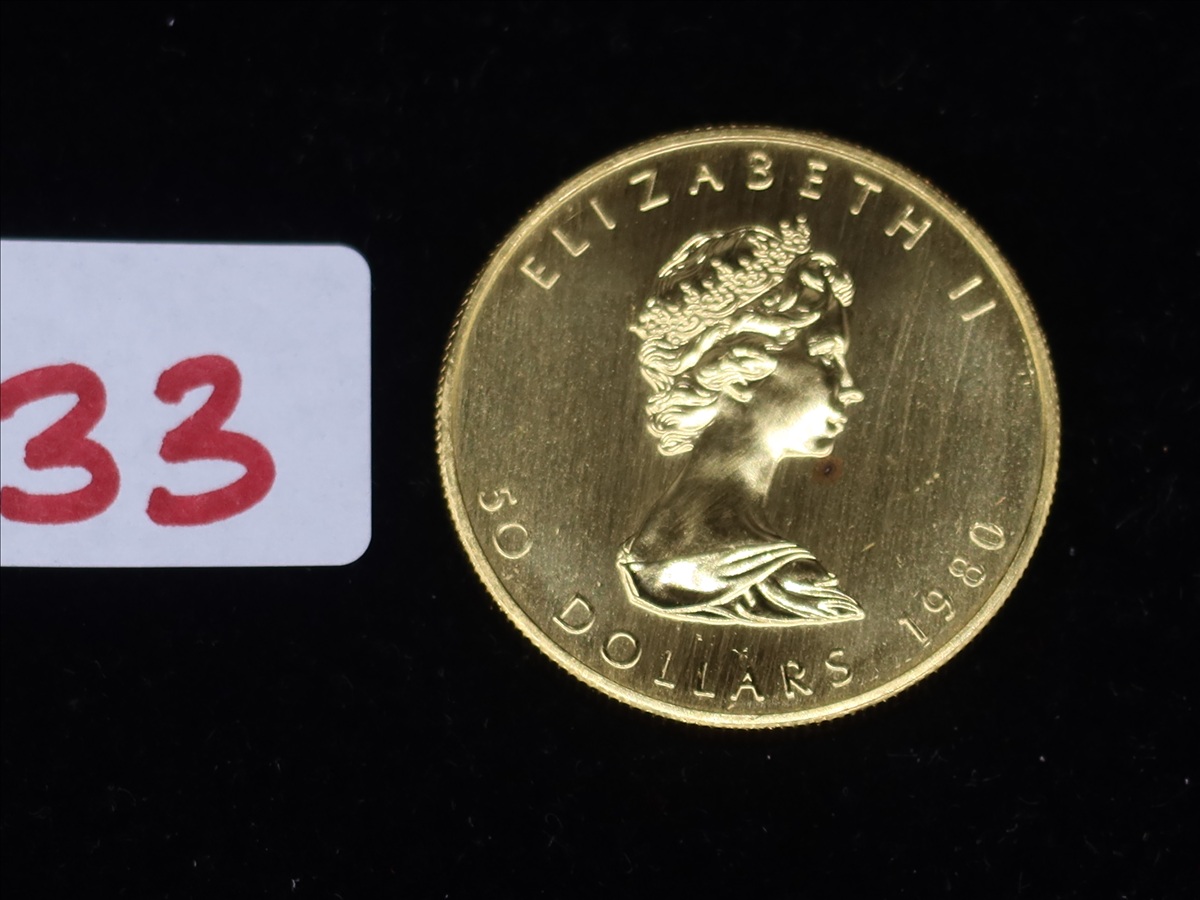 33
ELIZABETH II
50 DOLLARS 1980